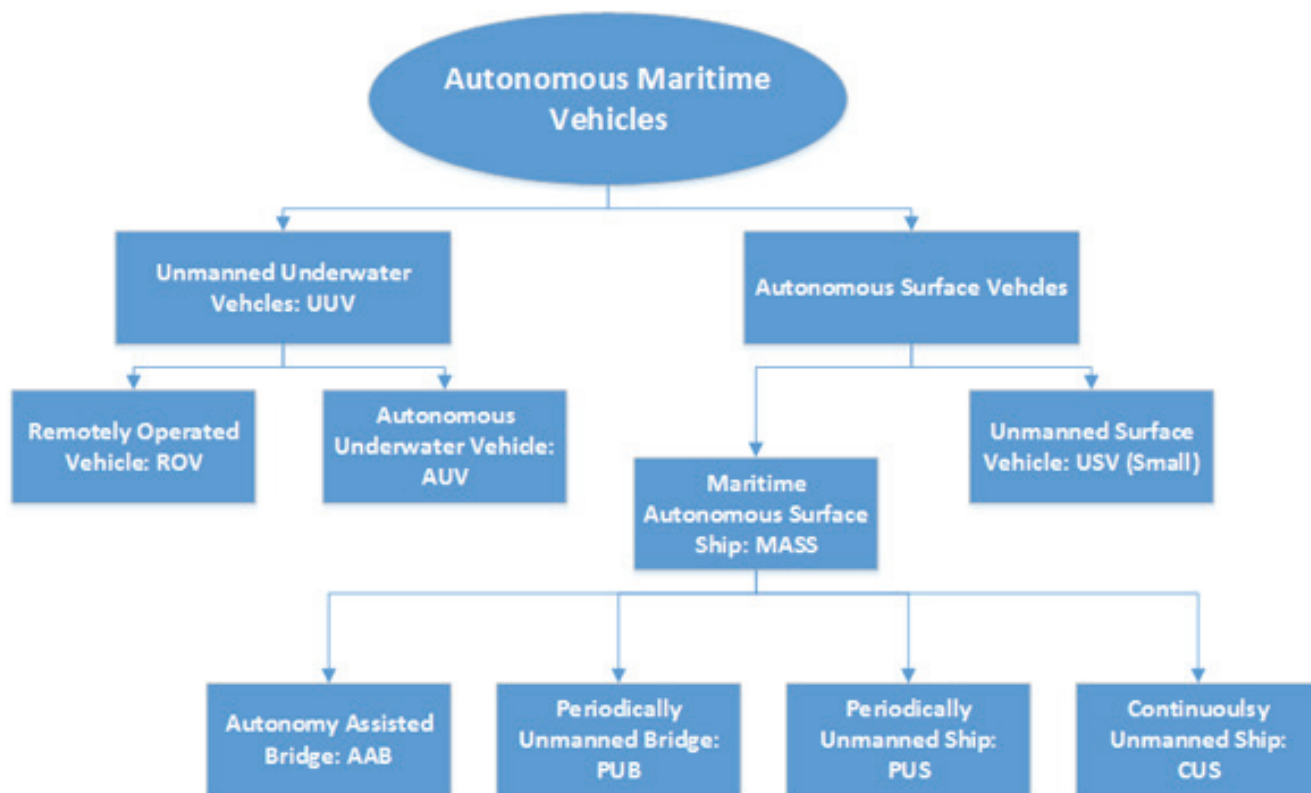 Autonomous Maritime
Vehicles
Unmanned Underwater
Vehcles: UUV
Autonomous Surface Vehcles
Remotely Operated
Vehicle: ROV
Autonomous
Underwater Vehicle:
AUV
Unmanned Surface
Vehicle: USV (Small)
Maritime
Autonomous Surface
Ship: MASS
Autonomy Assisted
Bridge: AAB
Periodically
Unmanned Bridge:
PUB
Periodically
Unmanned Ship:
PUS
Continuoulsy
Unmanned Ship:
CUS